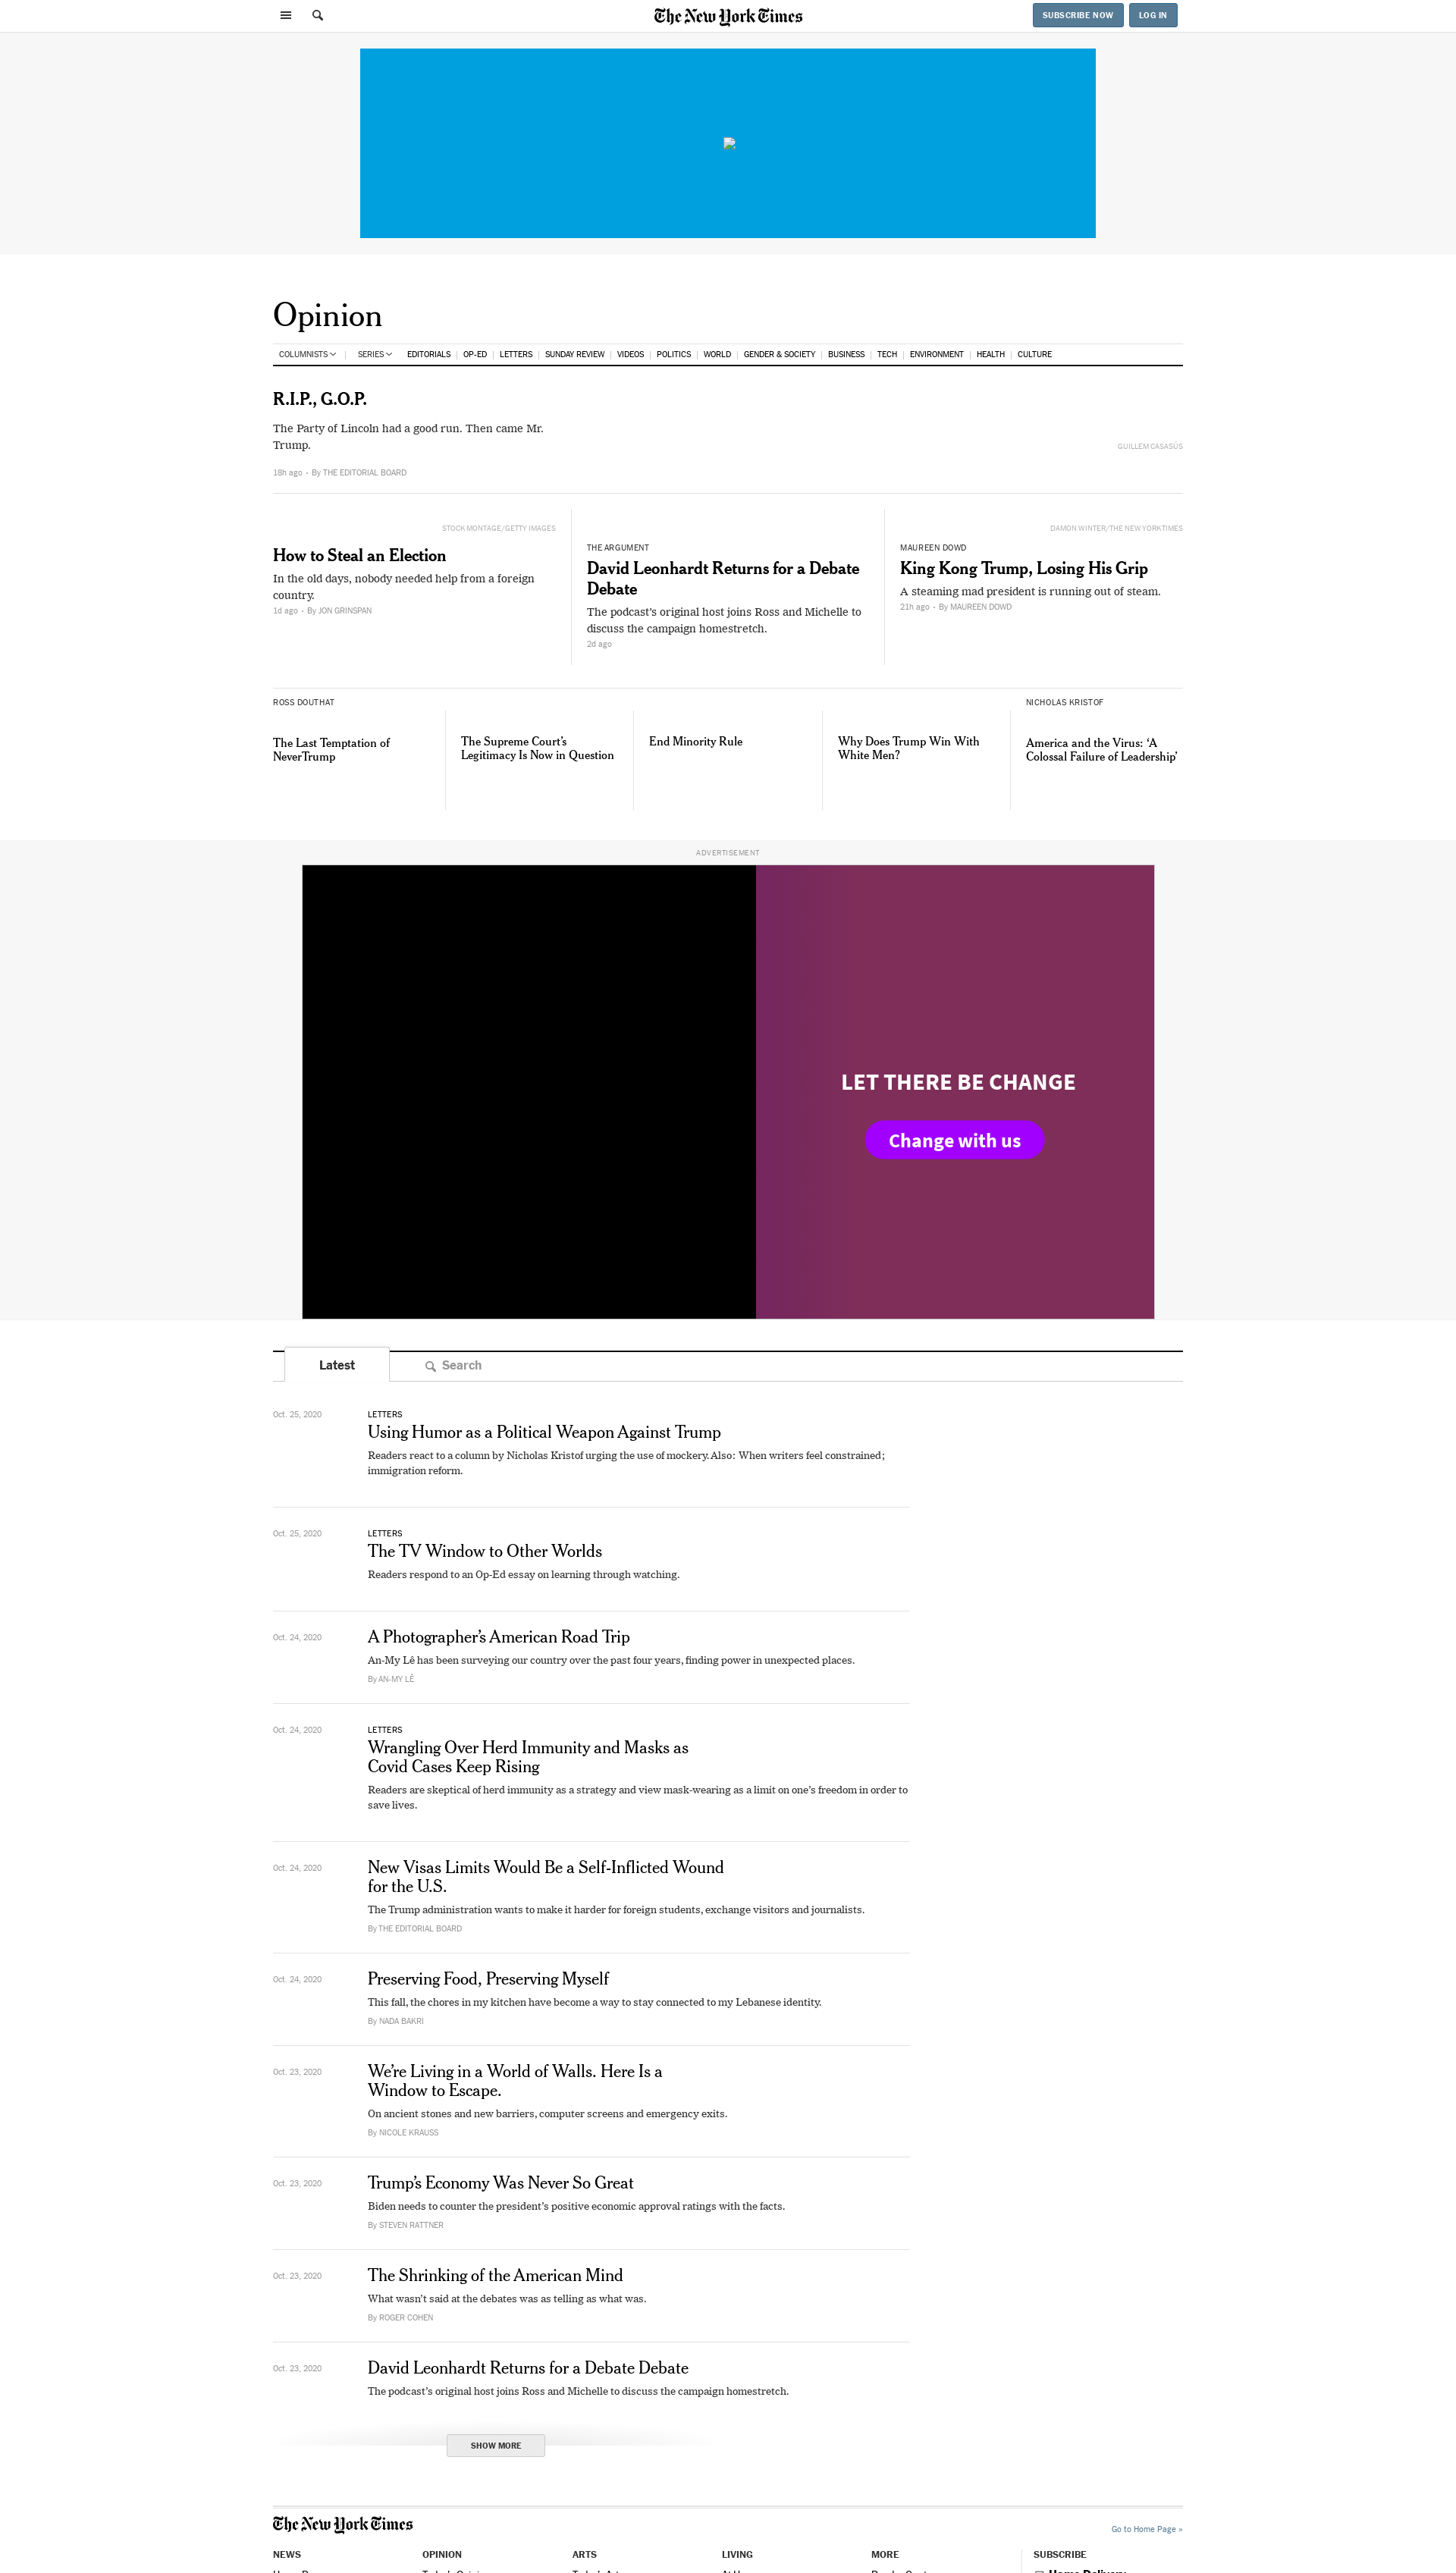 The New York Times
SUBSCRIBE NOW
LOG IN
Opinion
COLUMNISTS
SERIES
EDITORIALS
OP-ED
LETTERS
SUNDAY REVIEW
VIDEOS
POLITICS
WORLD
GENDER & SOCIETY
BUSINESS
TECH
ENVIRONMENT
HEALTH
CULTURE
R.I.P., G.O.P.
The Party of Lincoln had a good run. Then came Mr.
Trump.
GUILLEM CASASÚS
18h ago • By THE EDITORIAL BOARD
STOCK MONTAGE/GETTY IMAGES
How to Steal an Election
In the old days, nobody needed help from a foreign
country.
1d ago • By JON GRINSPAN
THE ARGUMENT
David Leonhardt Returns for a Debate
Debate
The podcast’s original host joins Ross and Michelle to
discuss the campaign homestretch.
2d ago
DAMON WINTER/THE NEW YORK TIMES
MAUREEN DOWD
King Kong Trump, Losing His Grip
A steaming mad president is running out of steam.
21h ago • By MAUREEN DOWD
ROSS DOUTHAT
The Last Temptation of
NeverTrump
The Supreme Court’s
Legitimacy Is Now in Question
End Minority Rule
Why Does Trump Win With
White Men?
NICHOLAS KRISTOF
America and the Virus: ‘A
Colossal Failure of Leadership’
ADVERTISEMENT
LET THERE BE CHANGE
Change with us
Latest
Search
Oct. 25, 2020
LETTERS
Using Humor as a Political Weapon Against Trump
Readers react to a column by Nicholas Kristof urging the use of mockery. Also: When writers feel constrained;
immigration reform.
Oct. 25, 2020
LETTERS
The TV Window to Other Worlds
Readers respond to an Op-Ed essay on learning through watching.
Oct. 24, 2020
A Photographer’s American Road Trip
An-My Lê has been surveying our country over the past four years, finding power in unexpected places.
By AN-MY LÊ
Oct. 24, 2020
LETTERS
Wrangling Over Herd Immunity and Masks as
Covid Cases Keep Rising
Readers are skeptical of herd immunity as a strategy and view mask-wearing as a limit on one’s freedom in order to
save lives.
Oct. 24, 2020
New Visas Limits Would Be a Self-Inflicted Wound
for the U.S.
The Trump administration wants to make it harder for foreign students, exchange visitors and journalists.
By THE EDITORIAL BOARD
Oct. 24, 2020
Preserving Food, Preserving Myself
This fall, the chores in my kitchen have become a way to stay connected to my Lebanese identity.
By NADA BAKRI
Oct. 23, 2020
We’re Living in a World of Walls. Here Is a
Window to Escape.
On ancient stones and new barriers, computer screens and emergency exits.
By NICOLE KRAUSS
Oct. 23, 2020
Trump’s Economy Was Never So Great
Biden needs to counter the president’s positive economic approval ratings with the facts.
By STEVEN RATTNER
Oct. 23, 2020
The Shrinking of the American Mind
What wasn’t said at the debates was as telling as what was.
By ROGER COHEN
Oct. 23, 2020
David Leonhardt Returns for a Debate Debate
The podcast’s original host joins Ross and Michelle to discuss the campaign homestretch.
SHOW MORE
The New York Times
Go to Home Page »
NEWS
OPINION
ARTS
LIVING
MORE
SUBSCRIBE